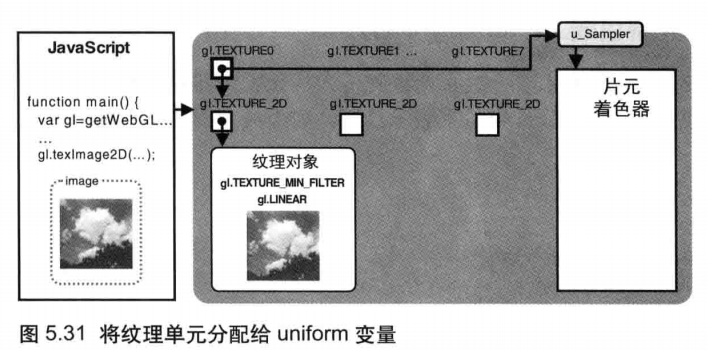 JavaScript
function main() {
var gl=getWebGL...
...
gl.texImage2D(...);
image
gl.TEXTURE0 gl.TEXTURE1 ... gl.TEXTURE7
u_Sampler
gl.TEXTURE_2D gl.TEXTURE_2D gl.TEXTURE_2D
片元
着色器
纹理对象
gl.TEXTURE_MIN_FILTER
gl.LINEAR
图 5.31 将纹理单元分配给 uniform 变量